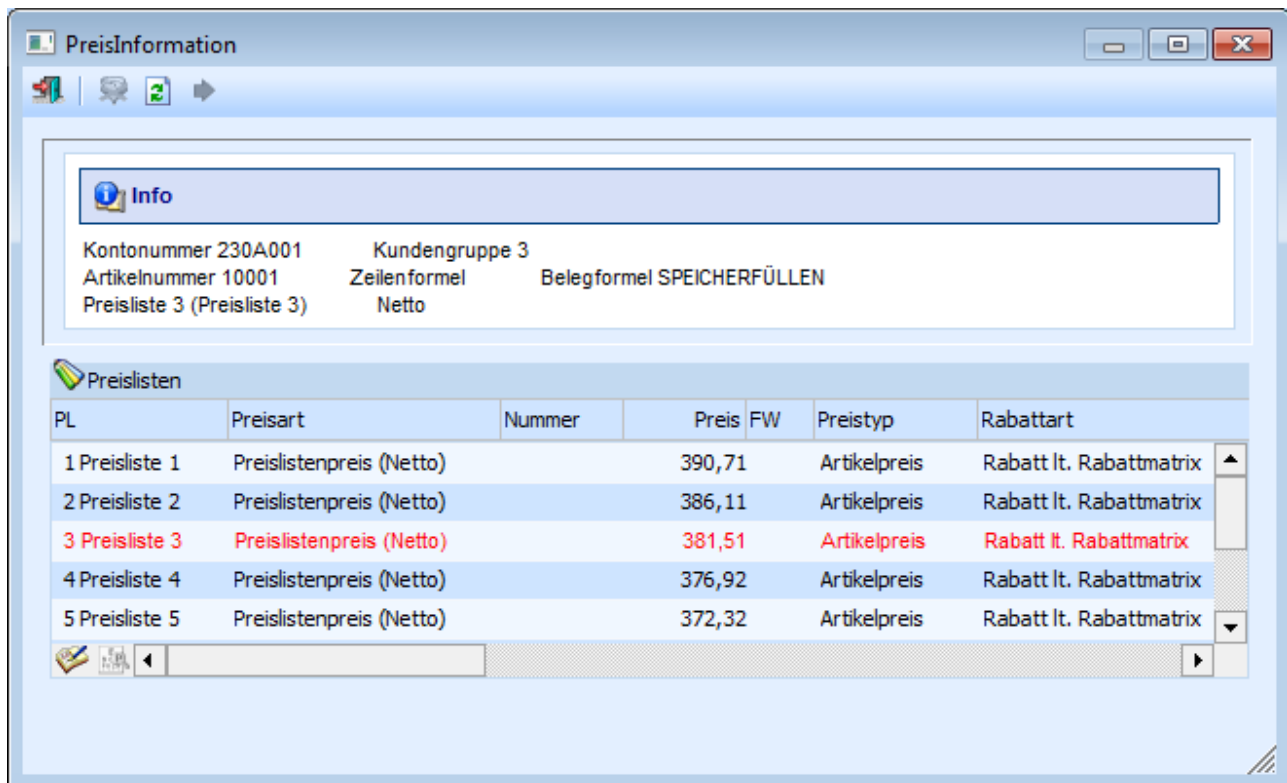 PreisInformation
Info
Kontonummer 230A001 Kundengruppe 3
Artikelnummer 10001 Zeilenformel Belegformel SPEICHERFÜLLEN
Preisliste 3 (Preisliste 3) Netto
Preislisten
PL Preisart Nummer Preis FW Preistyp Rabattart
1 Preisliste 1 Preislistenpreis (Netto) 390,71 Artikelpreis Rabatt lt. Rabattmatrix
2 Preisliste 2 Preislistenpreis (Netto) 386,11 Artikelpreis Rabatt lt. Rabattmatrix
3 Preisliste 3 Preislistenpreis (Netto) 381,51 Artikelpreis Rabatt lt. Rabattmatrix
4 Preisliste 4 Preislistenpreis (Netto) 376,92 Artikelpreis Rabatt lt. Rabattmatrix
5 Preisliste 5 Preislistenpreis (Netto) 372,32 Artikelpreis Rabatt lt. Rabattmatrix